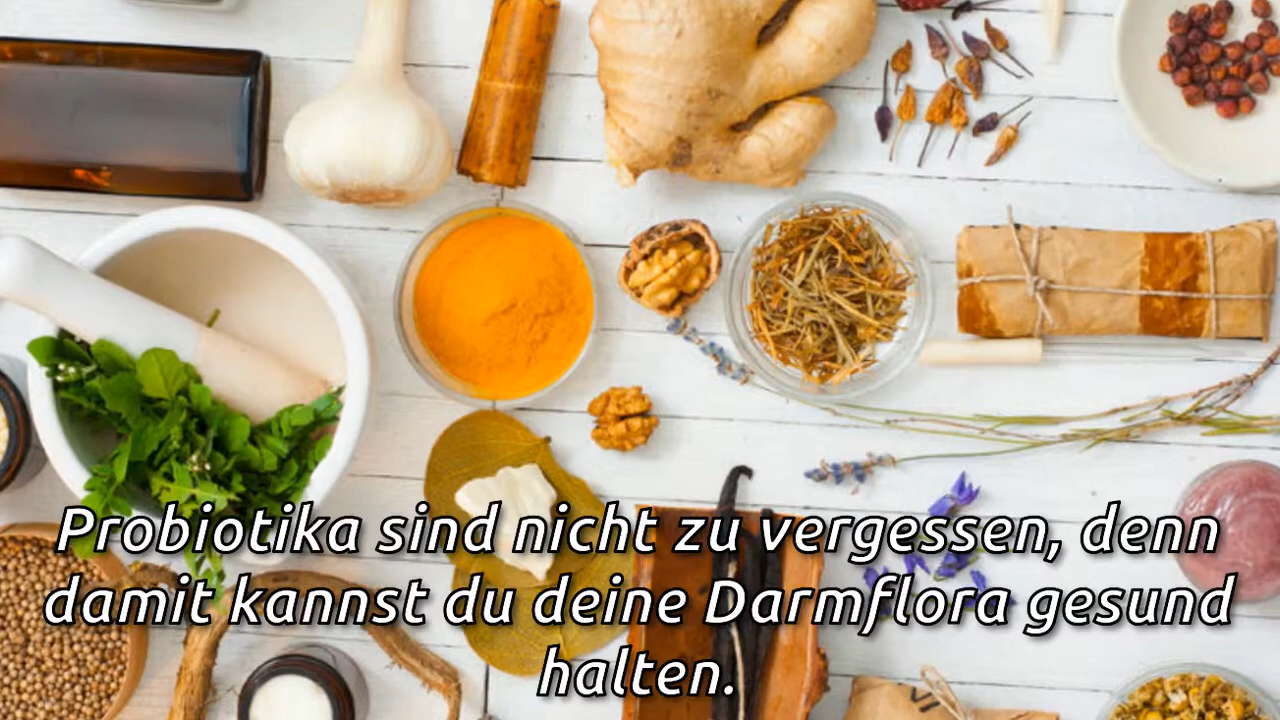 Probiotika sind nicht zu vergessen, denn
damit kannst du deine Darmflora gesund
halten.